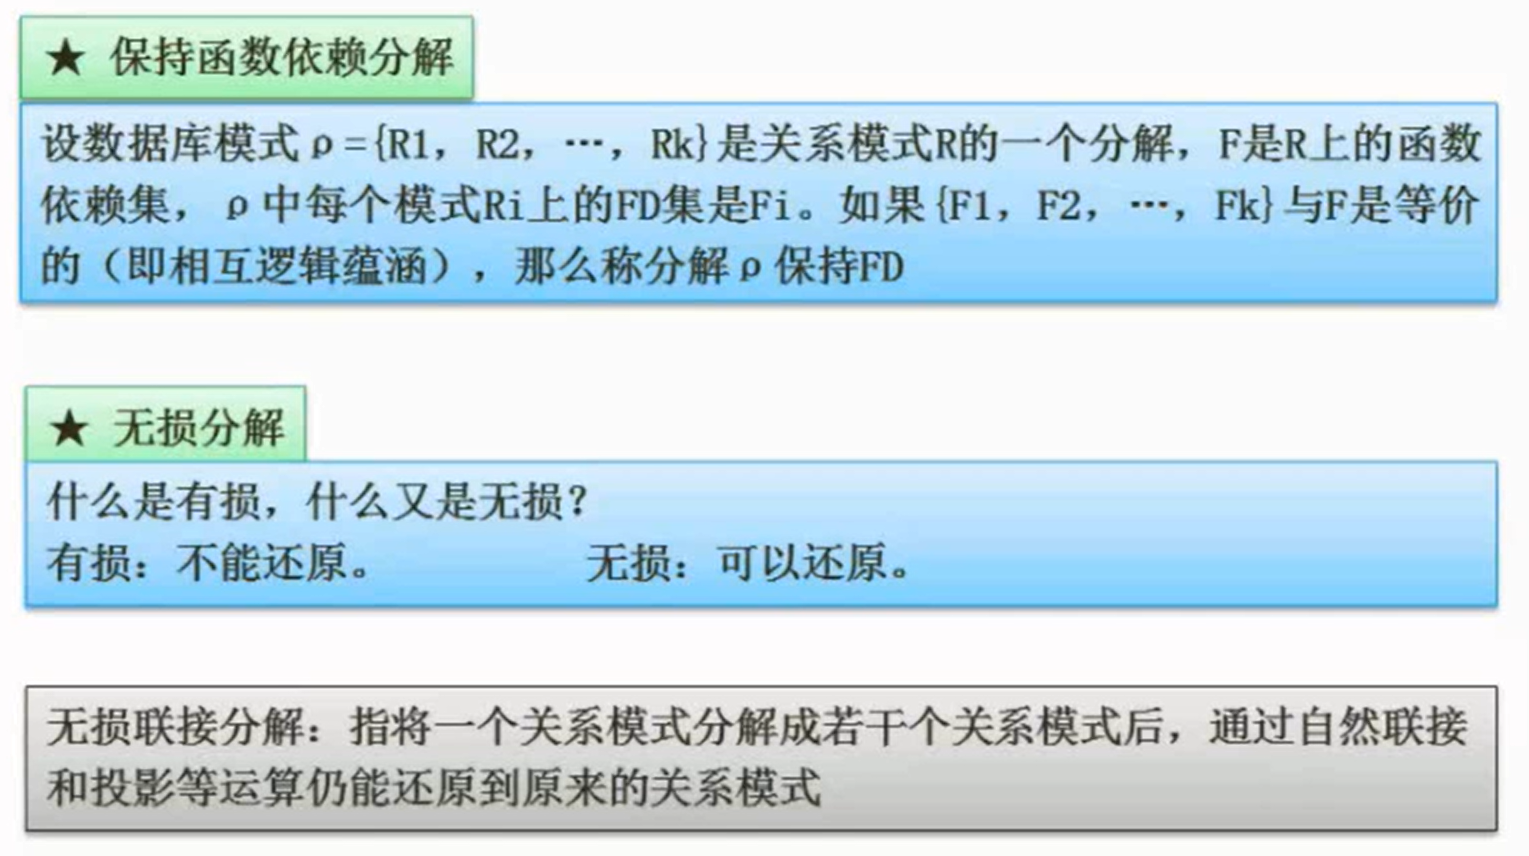 ★ 保持函数依赖分解
设数据库模式ρ={R1, R2, …, Rk}是关系模式R的一个分解，F是R上的函数
依赖集，ρ中每个模式Ri上的FD集是Fi。如果{F1, F2, …, Fk}与F是等价
的（即相互逻辑蕴涵），那么称分解ρ保持FD
★ 无损分解
什么是有损，什么又是无损？
有损：不能还原。 无损：可以还原。
无损联接分解：指将一个关系模式分解成若干个关系模式后，通过自然联接
和投影等运算仍能还原到原来的关系模式